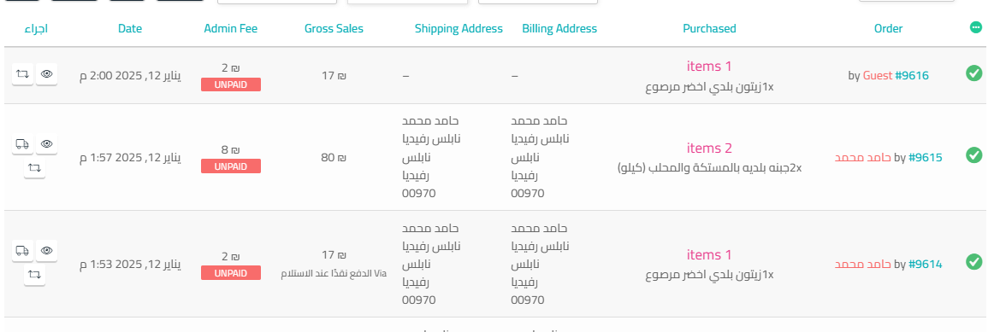 Order Purchased Billing Address Shipping Address Gross Sales Admin Fee Date اجراء
#9616 by Guest
1 items
1xزيتون بلدي اخضر مرصوع
–
–
17 ₪
2 ₪
UNPAID
يناير 12, 2025 2:00 م
#9615 by حامد محمد
2 items
2xجبنه بلديه بالمستكة والمحلب (كيلو)
حامد محمد
نابلس رفيديا
نابلس
رفيديا
00970
حامد محمد
نابلس رفيديا
نابلس
رفيديا
00970
80 ₪
8 ₪
UNPAID
يناير 12, 2025 1:57 م
#9614 by حامد محمد
1 items
1xزيتون بلدي اخضر مرصوع
حامد محمد
نابلس رفيديا
نابلس
رفيديا
00970
حامد محمد
نابلس رفيديا
نابلس
رفيديا
00970
17 ₪
Via الدفع نقدًا عند الاستلام
2 ₪
UNPAID
يناير 12, 2025 1:53 م